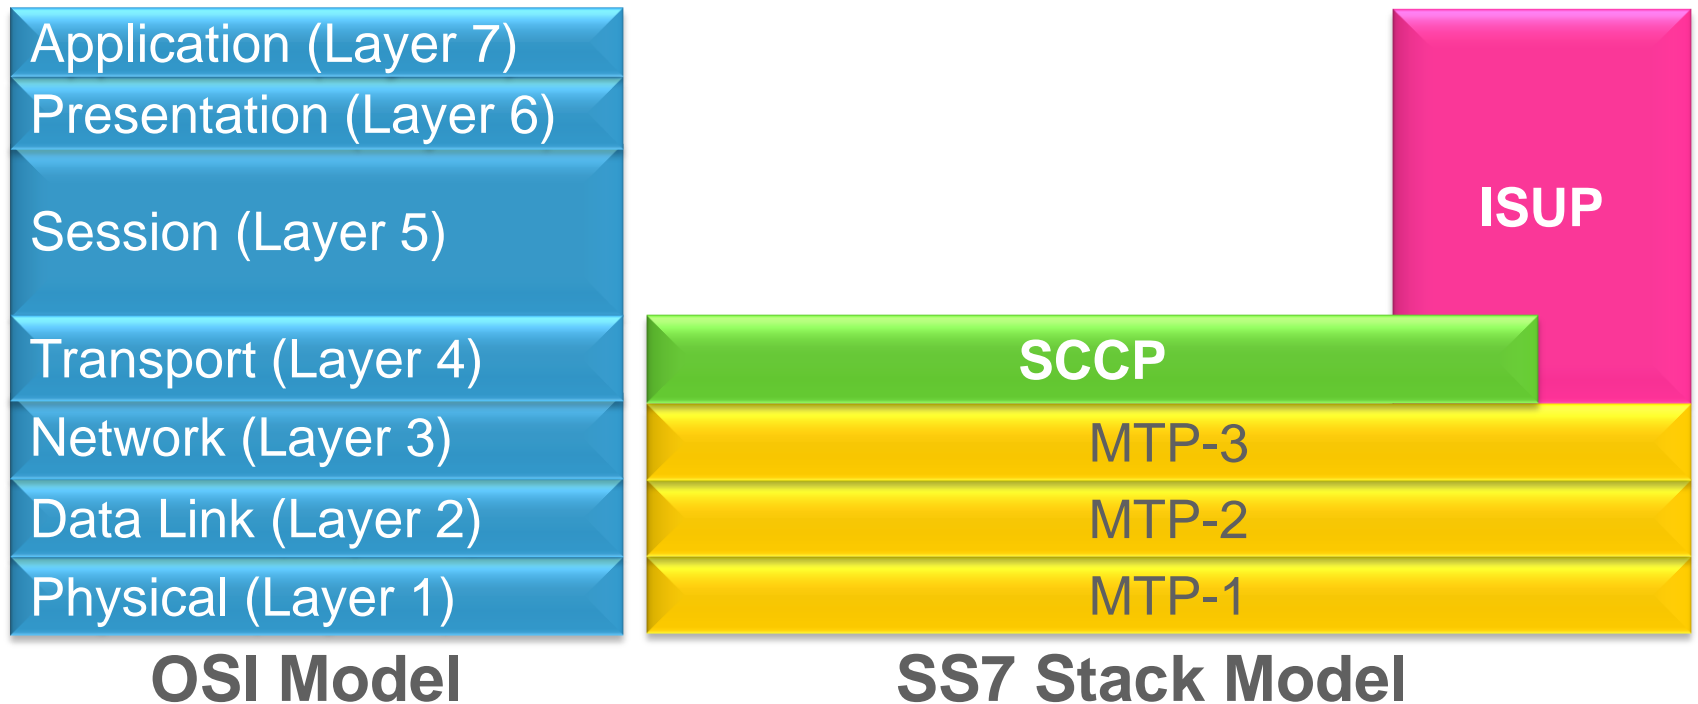 Application (Layer 7)
Presentation (Layer 6)
Session (Layer 5)
Transport (Layer 4)
Network (Layer 3)
Data Link (Layer 2)
Physical (Layer 1)
OSI Model
ISUP
SCCP
MTP-3
MTP-2
MTP-1
SS7 Stack Model